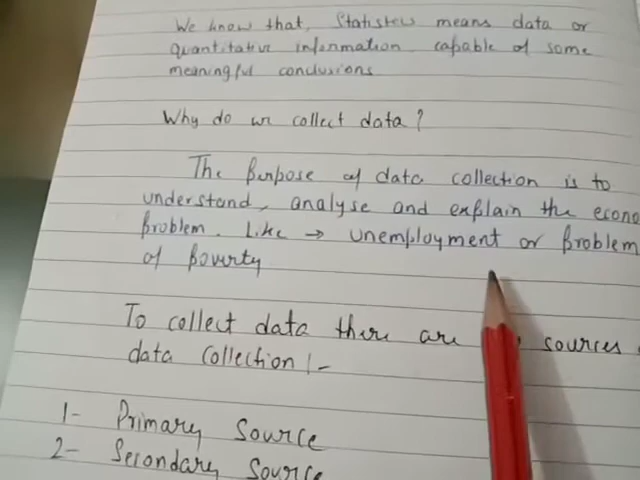 We know that, Statistics means data or
quantitative information capable of some
meaningful conclusions
Why do we collect data?
The purpose of data collection is to
understand, analyse and explain the econo
problem. Like → unemployment or problem
of poverty
To collect data there are sources
data collection :-
1- Primary Source
2- Secondary Source